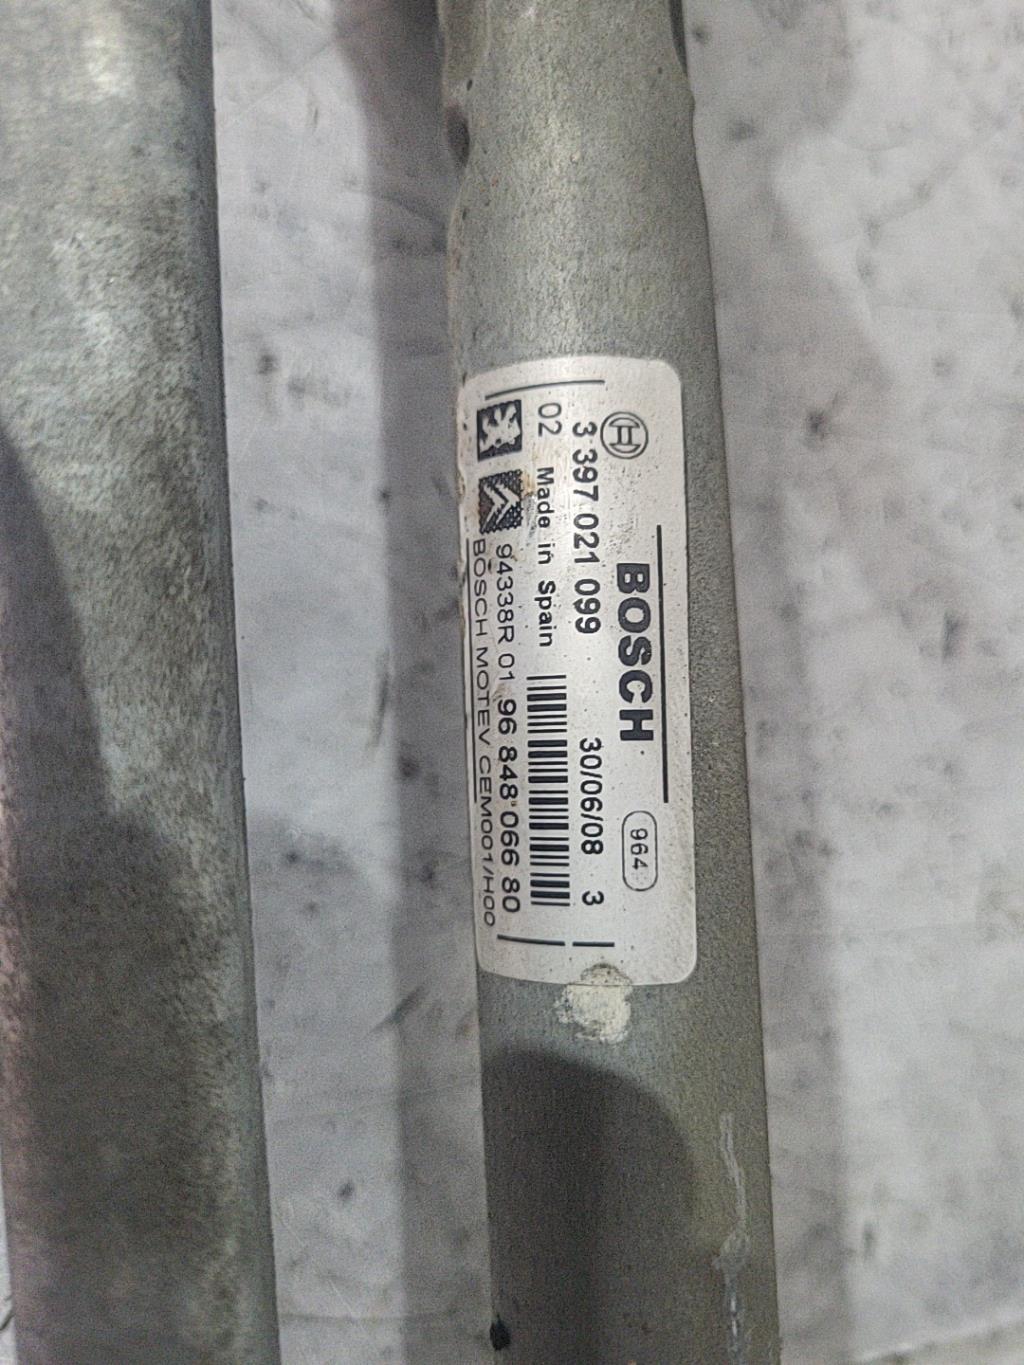 BOSCH 964
3 397 021 099 30/06/08 3
02 Made in Spain
94338R 01 96 848 066 80
BOSCH MOTEV CEM001/H00